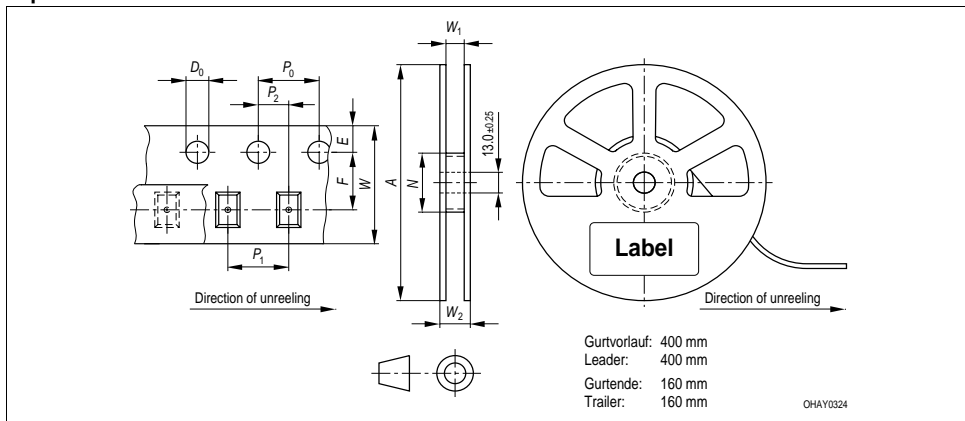 W1
D0
P0
P2
E
F
W
A
N
13.0 ±0.25
P1
W2
Label
Direction of unreeling
Direction of unreeling
Gurtvorlauf: 400 mm
Leader: 400 mm
Gurtende: 160 mm
Trailer: 160 mm
OHAY0324